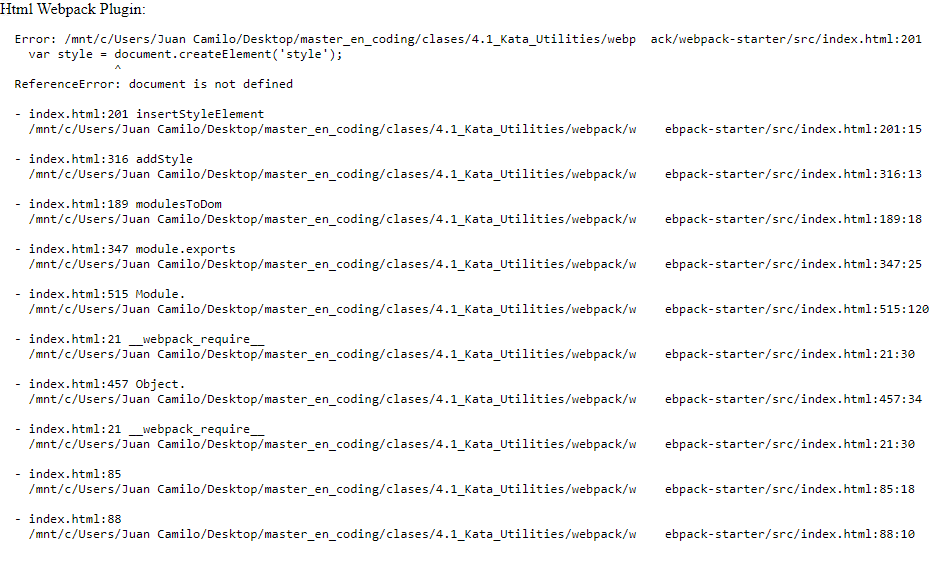 Html Webpack Plugin:
Error: /mnt/c/Users/Juan Camilo/Desktop/master_en_coding/clases/4.1_Kata_Utilities/webp  ack/webpack-starter/src/index.html:201
var style = document.createElement('style');
^
ReferenceError: document is not defined
- index.html:201 insertStyleElement
/mnt/c/Users/Juan Camilo/Desktop/master_en_coding/clases/4.1_Kata_Utilities/webpack/w    ebpack-starter/src/index.html:201:15
- index.html:316 addStyle
/mnt/c/Users/Juan Camilo/Desktop/master_en_coding/clases/4.1_Kata_Utilities/webpack/w    ebpack-starter/src/index.html:316:13
- index.html:189 modulesToDom
/mnt/c/Users/Juan Camilo/Desktop/master_en_coding/clases/4.1_Kata_Utilities/webpack/w    ebpack-starter/src/index.html:189:18
- index.html:347 module.exports
/mnt/c/Users/Juan Camilo/Desktop/master_en_coding/clases/4.1_Kata_Utilities/webpack/w    ebpack-starter/src/index.html:347:25
- index.html:515 Module.
/mnt/c/Users/Juan Camilo/Desktop/master_en_coding/clases/4.1_Kata_Utilities/webpack/w    ebpack-starter/src/index.html:515:120
- index.html:21 __webpack_require__
/mnt/c/Users/Juan Camilo/Desktop/master_en_coding/clases/4.1_Kata_Utilities/webpack/w    ebpack-starter/src/index.html:21:30
- index.html:457 Object.
/mnt/c/Users/Juan Camilo/Desktop/master_en_coding/clases/4.1_Kata_Utilities/webpack/w    ebpack-starter/src/index.html:457:34
- index.html:21 __webpack_require__
/mnt/c/Users/Juan Camilo/Desktop/master_en_coding/clases/4.1_Kata_Utilities/webpack/w    ebpack-starter/src/index.html:21:30
- index.html:85
/mnt/c/Users/Juan Camilo/Desktop/master_en_coding/clases/4.1_Kata_Utilities/webpack/w    ebpack-starter/src/index.html:85:18
- index.html:88
/mnt/c/Users/Juan Camilo/Desktop/master_en_coding/clases/4.1_Kata_Utilities/webpack/w    ebpack-starter/src/index.html:88:10